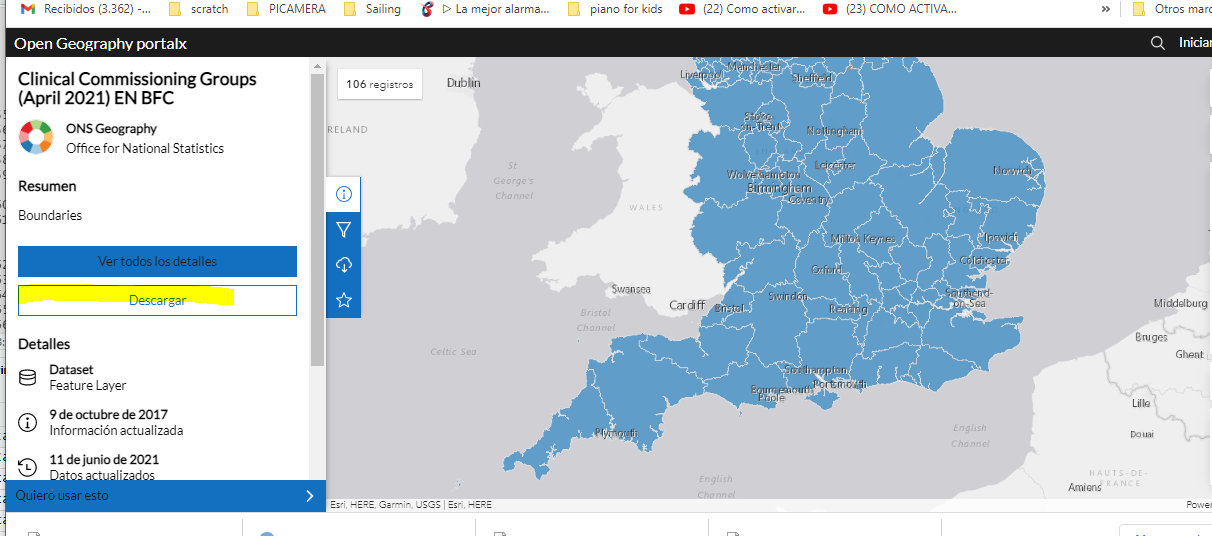 Recibidos (3.362) -...
scratch
PICAMERA
Sailing
▷ La mejor alarma...
piano for kids
(22) Como activar...
(23) COMO ACTIVA...
»
Otros marc
Open Geography portalx
Iniciar
Clinical Commissioning Groups
(April 2021) EN BFC
ONS Geography
Office for National Statistics
Resumen
Boundaries
Ver todos los detalles
Descargar
Detalles
Dataset
Feature Layer
9 de octubre de 2017
Información actualizada
11 de junio de 2021
Datos actualizados
Quiero usar esto
106 registros
Dublin
RELAND
St.
George's
Channel
WALES
Liverpool
Manchester
Sheffield
Stoke-
on-Trent
Nottingham
Leicester
Norwich
Wolverhampton
Birmingham
Coventry
Milton Keynes
Ipswich
Colchester
Oxford
Swansea
Cardiff
Bristol
Swindon
Reading
Southend-
on-Sea
Bristol
Channel
Celtic Sea
Southampton
Portsmouth
Bournemouth
Poole
Plymouth
English
Channel
English
Channel
Middelburg
Bruges
Ghent
Lille
Douai
HAUTS-DE-
FRANCE
Amiens
Esri, HERE, Garmin, USGS | Esri, HERE
Powe